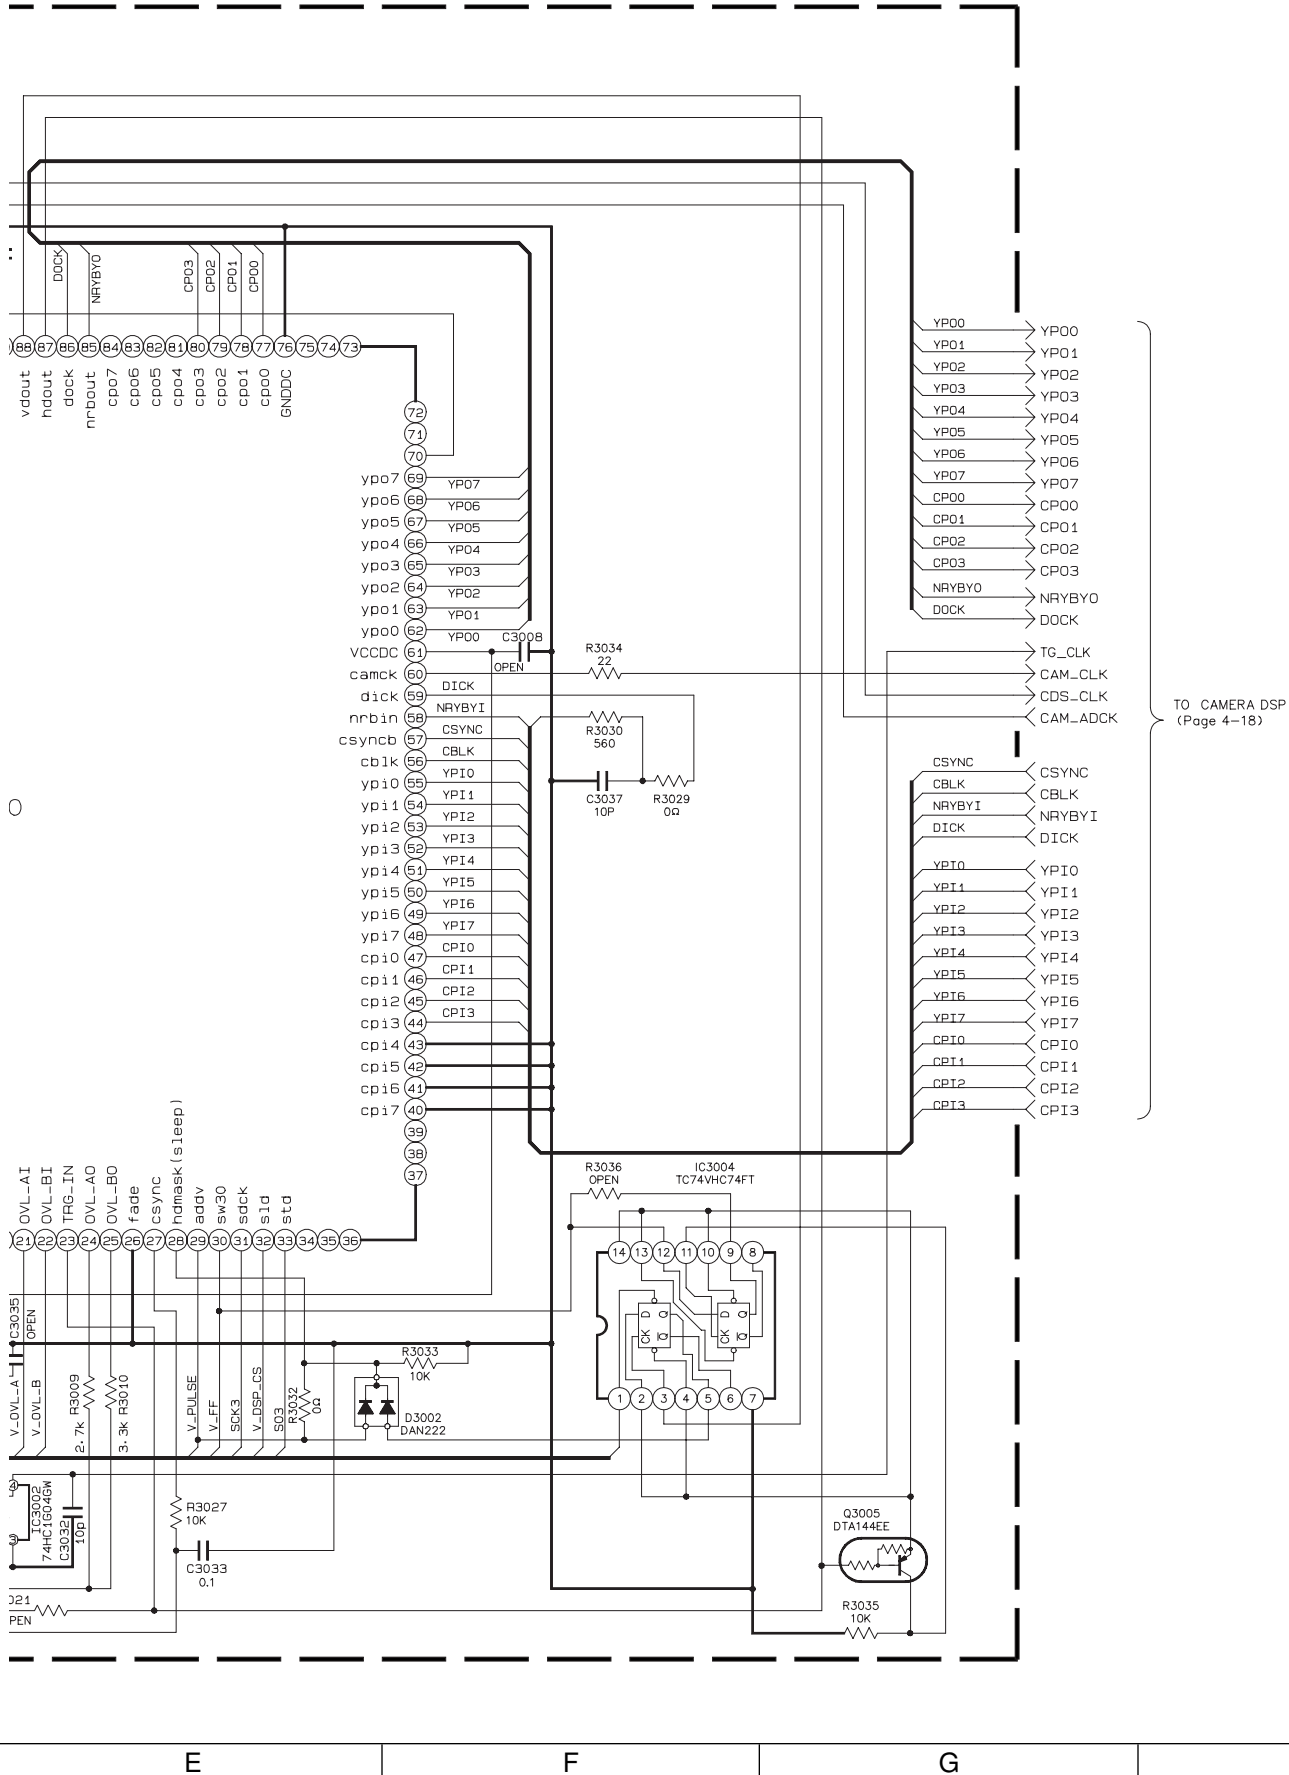 DOCK
NRYBYO
CPO3
CPO2
CPO1
CPO0
88 87 86 85 84 83 82 81 80 79 78 77 76 75 74 73
vdout
hdout
dock
nrbout
cpo7
cpo6
cpo5
cpo4
cpo3
cpo2
cpo1
cpo0
GNDDC
72
71
70
ypo7 69 YPO7
ypo6 68 YPO6
ypo5 67 YPO5
ypo4 66 YPO4
ypo3 65 YPO3
ypo2 64 YPO2
ypo1 63 YPO1
ypo0 62 YPO0
VCCDC 61
camck 60
dick 59 DICK
nrbin 58 NRYBYI
csyncb 57 CSYNC
cblk 56 CBLK
ypi0 55 YPI0
ypi1 54 YPI1
ypi2 53 YPI2
ypi3 52 YPI3
ypi4 51 YPI4
ypi5 50 YPI5
ypi6 49 YPI6
ypi7 48 YPI7
cpi0 47 CPI0
cpi1 46 CPI1
cpi2 45 CPI2
cpi3 44 CPI3
cpi4 43
cpi5 42
cpi6 41
cpi7 40
39
38
37
C3008
OPEN
R3034
22
R3030
560
C3037
10P
R3029
0Ω
YPO0 YPO0
YPO1 YPO1
YPO2 YPO2
YPO3 YPO3
YPO4 YPO4
YPO5 YPO5
YPO6 YPO6
YPO7 YPO7
CPO0 CPO0
CPO1 CPO1
CPO2 CPO2
CPO3 CPO3
NRYBYO NRYBYO
DOCK DOCK
TG_CLK
CAM_CLK
CDS_CLK
CAM_ADCK
TO CAMERA DSP
(Page 4-18)
CSYNC CSYNC
CBLK CBLK
NRYBYI NRYBYI
DICK DICK
YPI0 YPI0
YPI1 YPI1
YPI2 YPI2
YPI3 YPI3
YPI4 YPI4
YPI5 YPI5
YPI6 YPI6
YPI7 YPI7
CPI0 CPI0
CPI1 CPI1
CPI2 CPI2
CPI3 CPI3
OVL_AI
OVL_BI
TRG_IN
OVL_AO
OVL_BO
fade
csync
hdmask(sleep)
addv
sw30
sdck
sld
std
21 22 23 24 25 26 27 28 29 30 31 32 33 34 35 36
R3036
OPEN
IC3004
TC74VHC74FT
14 13 12 11 10 9 8
D Q
CK Q
D Q
CK Q
1 2 3 4 5 6 7
C3035
OPEN
V_OVL_A
V_OVL_B
2.7k R3009
3.3k R3010
V_PULSE
V_FF
SCK3
V_DSP_CS
SO3
R3032
0Ω
R3033
10K
D3002
DAN222
4
3
IC3002
74HC1G04GW
C3032
10p
R3027
10K
C3033
0.1
021
PEN
Q3005
DTA144EE
R3035
10K
E F G